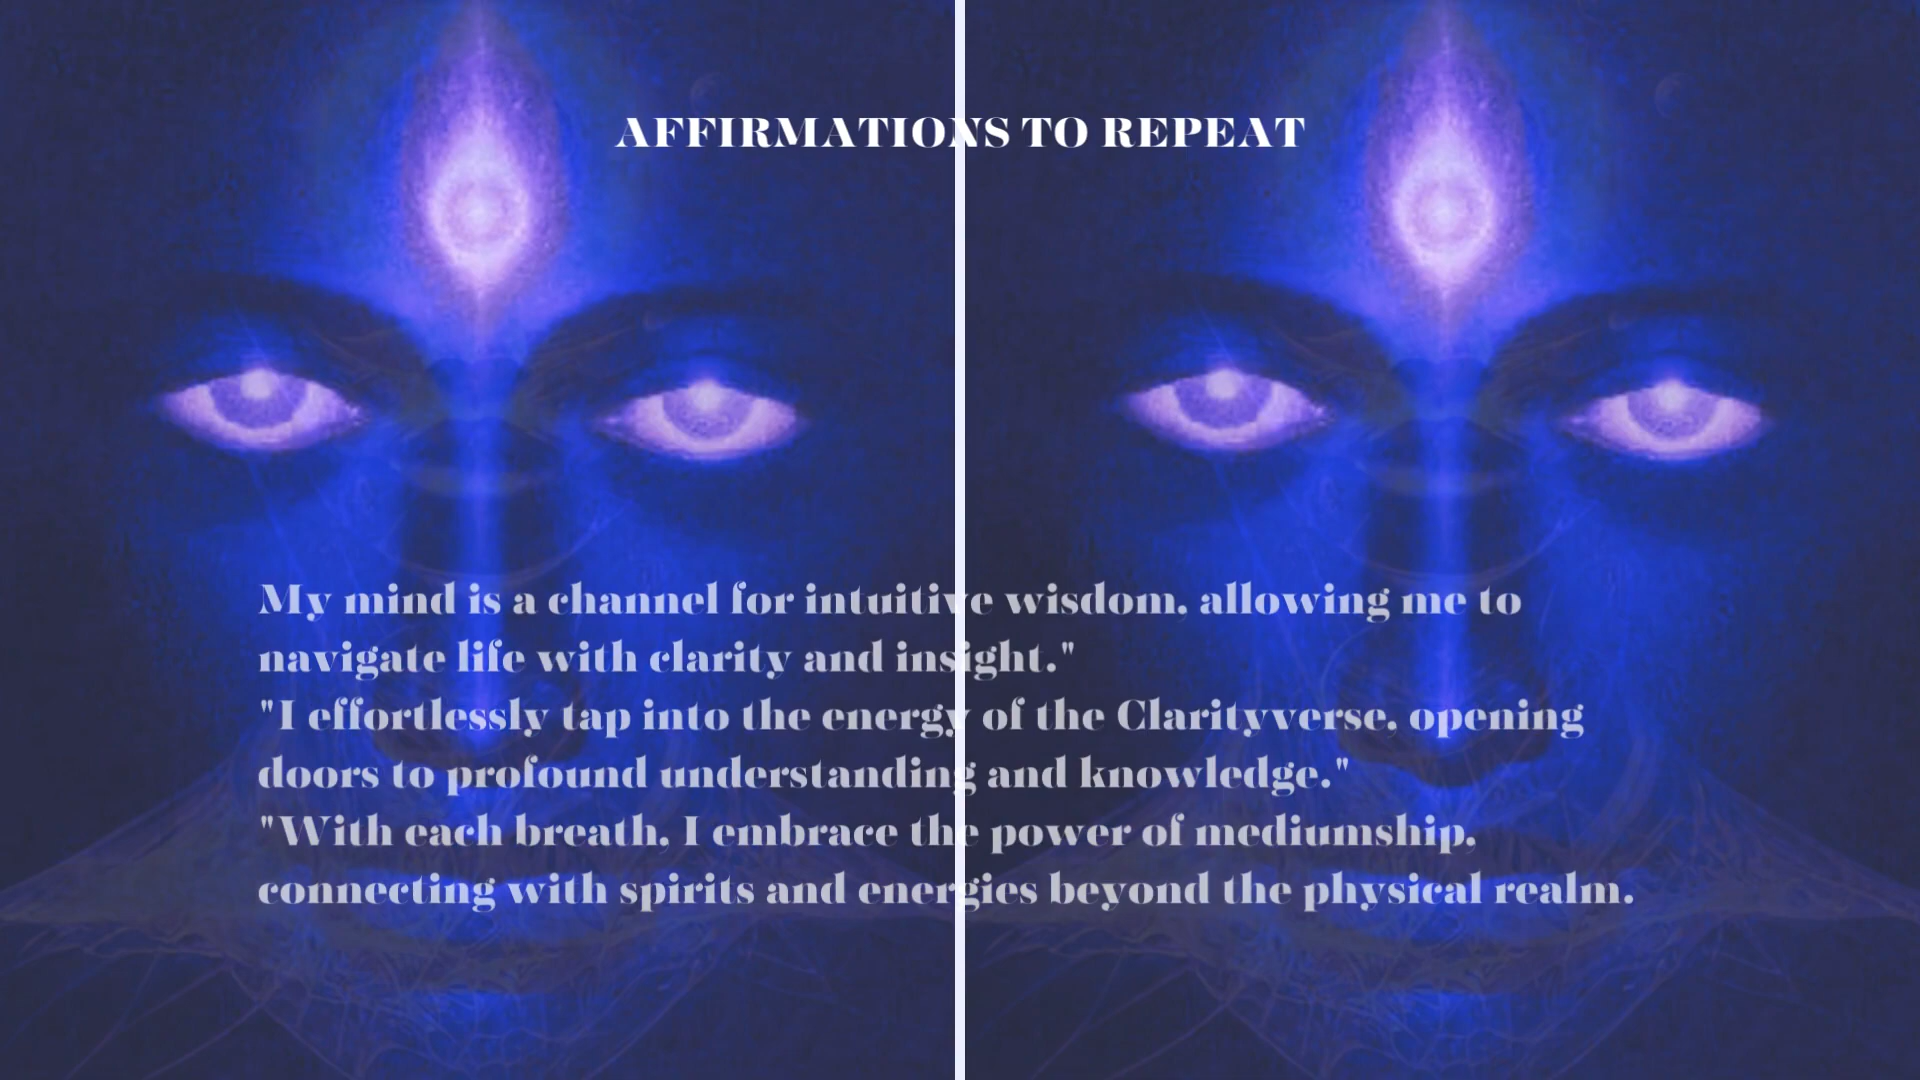 AFFIRMATIONS TO REPEAT
My mind is a channel for intuitive wisdom, allowing me to
navigate life with clarity and insight."
"I effortlessly tap into the energy of the Clarityverse, opening
doors to profound understanding and knowledge."
"With each breath, I embrace the power of mediumship,
connecting with spirits and energies beyond the physical realm.